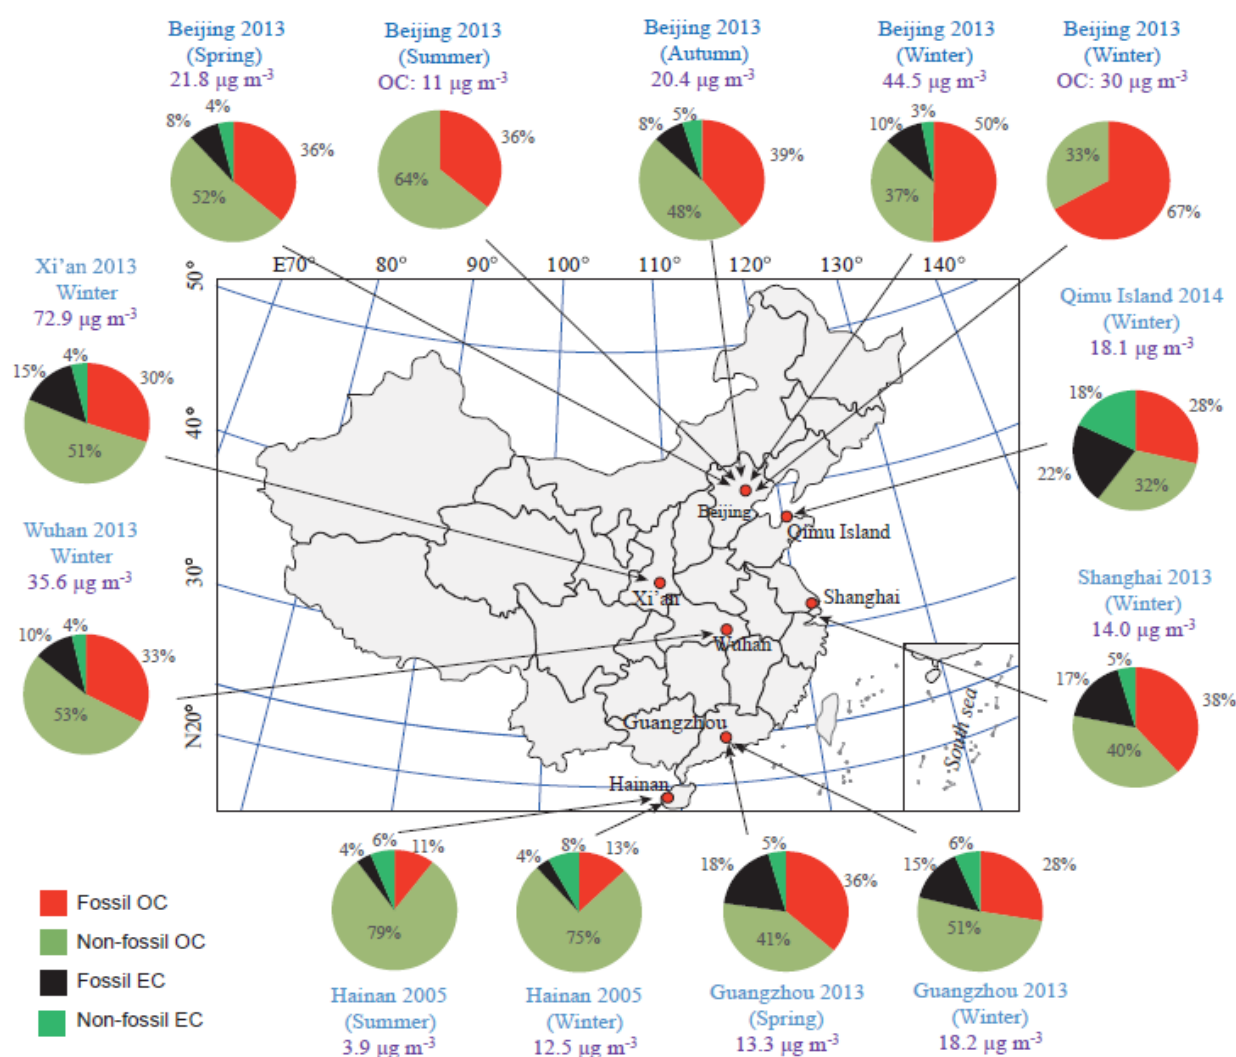 Beijing 2013
(Spring)
21.8 µg m-3
4%
8%
36%
52%
Beijing 2013
(Summer)
OC: 11 µg m-3
36%
64%
Beijing 2013
(Autumn)
20.4 µg m-3
5%
8%
39%
48%
Beijing 2013
(Winter)
44.5 µg m-3
3%
10%
50%
37%
Beijing 2013
(Winter)
OC: 30 µg m-3
33%
67%
Xi'an 2013
Winter
72.9 µg m-3
4%
15%
30%
51%
Wuhan 2013
Winter
35.6 µg m-3
4%
10%
33%
53%
E70° 80° 90° 100° 110° 120° 130° 140°
50°
40°
30°
N20°
Beijing
Qimu Island
Xi'an
Shanghai
Wuhan
Guangzhou
Hainan
South sea
Qimu Island 2014
(Winter)
18.1 µg m-3
18%
28%
22%
32%
Shanghai 2013
(Winter)
14.0 µg m-3
5%
17%
38%
40%
6%
4%
11%
79%
Hainan 2005
(Summer)
3.9 µg m-3
8%
4%
13%
75%
Hainan 2005
(Winter)
12.5 µg m-3
5%
18%
36%
41%
Guangzhou 2013
(Spring)
13.3 µg m-3
6%
15%
28%
51%
Guangzhou 2013
(Winter)
18.2 µg m-3
Fossil OC
Non-fossil OC
Fossil EC
Non-fossil EC